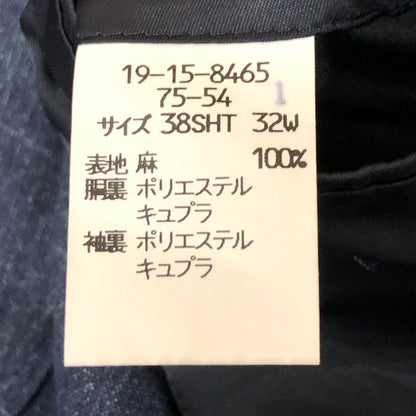 19-15-8465
75-54 1
サイズ 38SHT 32W
表地 麻 100%
胴裏 ポリエステル
キュプラ
袖裏 ポリエステル
キュプラ